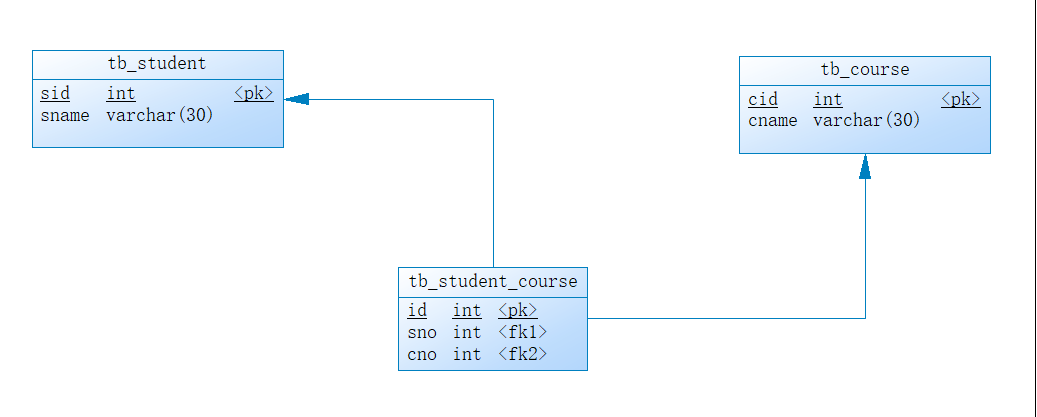 tb_student
sid int <pk>
sname varchar(30)
tb_course
cid int <pk>
cname varchar(30)
tb_student_course
id int <pk>
sno int <fk1>
cno int <fk2>